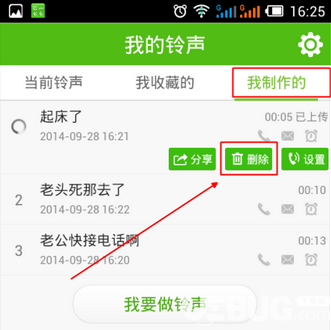 16:25
我的铃声
当前铃声 我收藏的 我制作的
起床了 00:05 已上传
2014-09-28 16:21
分享 删除 设置
2 老头死那去了 00:10
2014-09-28 16:22
3 老公快接电话啊 00:13
2014-09-28 16:20
我要做铃声